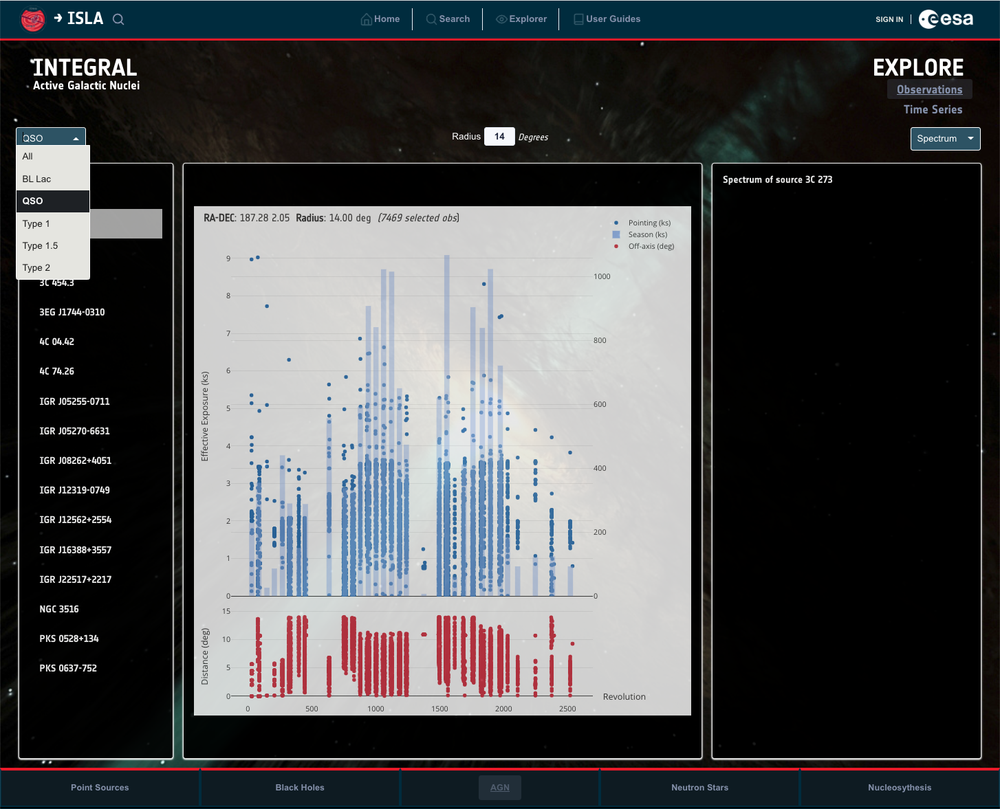 ISLA
Home
Search
Explorer
User Guides
SIGN IN
esa
INTEGRAL
Active Galactic Nuclei
EXPLORE
Observations
Time Series
QSO
Radius 14 Degrees
Spectrum
All
BL Lac
QSO
Type 1
Type 1.5
Type 2
3C 454.3
3EG J1744-0310
4C 04.42
4C 74.26
IGR J05255-0711
IGR J05270-6631
IGR J08262+4051
IGR J12319-0749
IGR J12562+2554
IGR J16388+3557
IGR J22517+2217
NGC 3516
PKS 0528+134
PKS 0637-752
RA-DEC: 187.28 2.05 Radius: 14.00 deg (7469 selected obs)
Pointing (ks)
Season (ks)
Off-axis (deg)
Effective Exposure (ks)
9
8
7
6
5
4
3
2
1
0
1000
800
600
400
200
0
Distance (deg)
15
10
5
0
0 500 1000 1500 2000 2500
Revolution
Spectrum of source 3C 273
Point Sources
Black Holes
AGN
Neutron Stars
Nucleosythesis